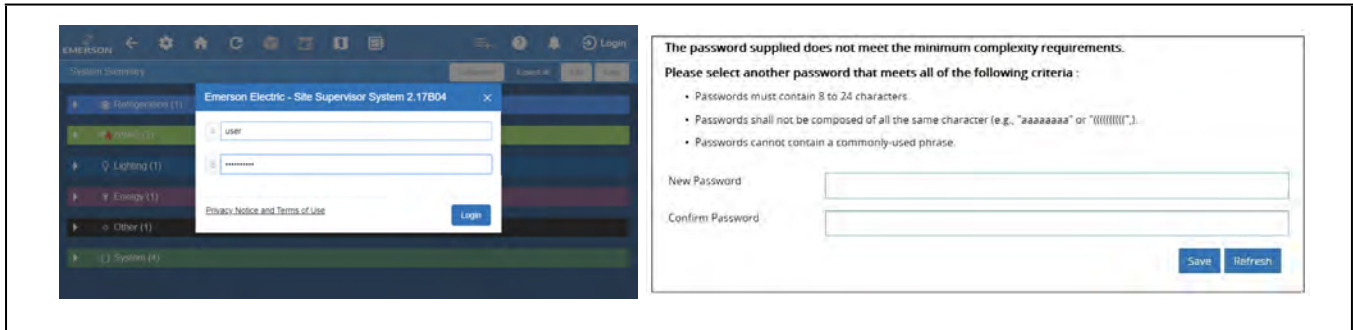 EMERSON
Login
System Summary
Refrigeration (1)
HVAC (2)
Lighting (1)
Energy (1)
Other (1)
System (4)
Emerson Electric - Site Supervisor System 2.17B04
×
user
••••••••••
Privacy Notice and Terms of Use
Login
The password supplied does not meet the minimum complexity requirements.
Please select another password that meets all of the following criteria :
• Passwords must contain 8 to 24 characters.
• Passwords shall not be composed of all the same character (e.g., "aaaaaaaa" or "((((((((((",).
• Passwords cannot contain a commonly-used phrase.
New Password
Confirm Password
Save Refresh